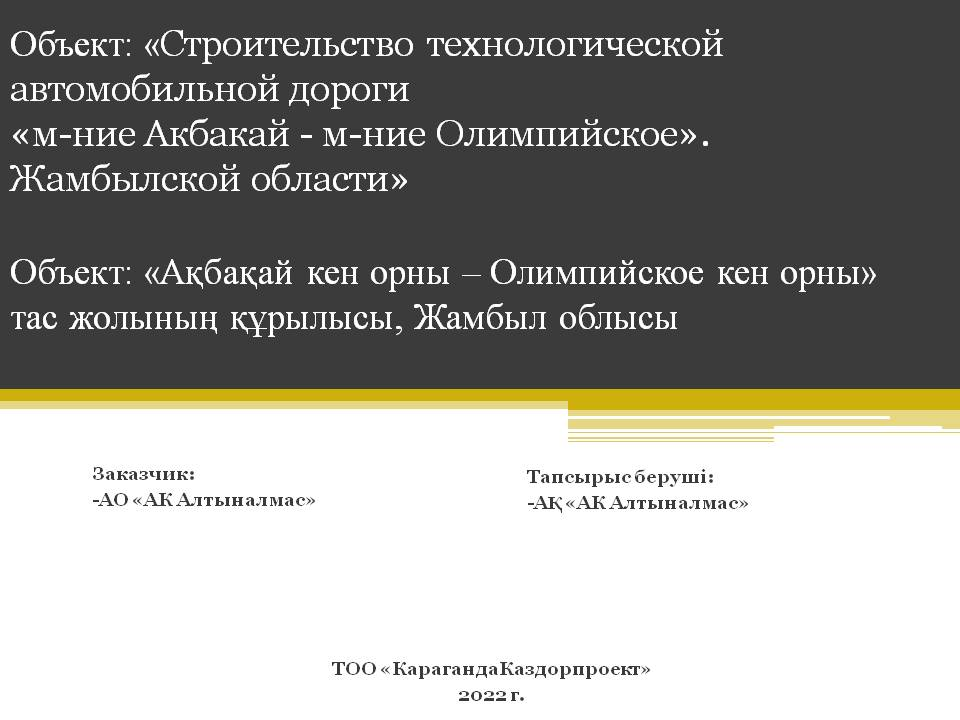 Объект: «Строительство технологической
автомобильной дороги
«м-ние Акбакай - м-ние Олимпийское».
Жамбылской области»
Объект: «Ақбақай кен орны – Олимпийское кен орны»
тас жолының құрылысы, Жамбыл облысы
Заказчик:
-АО «АК Алтыналмас»
Тапсырыс беруші:
-АҚ «АК Алтыналмас»
ТОО «КарагандаКаздорпроект»
2022 г.